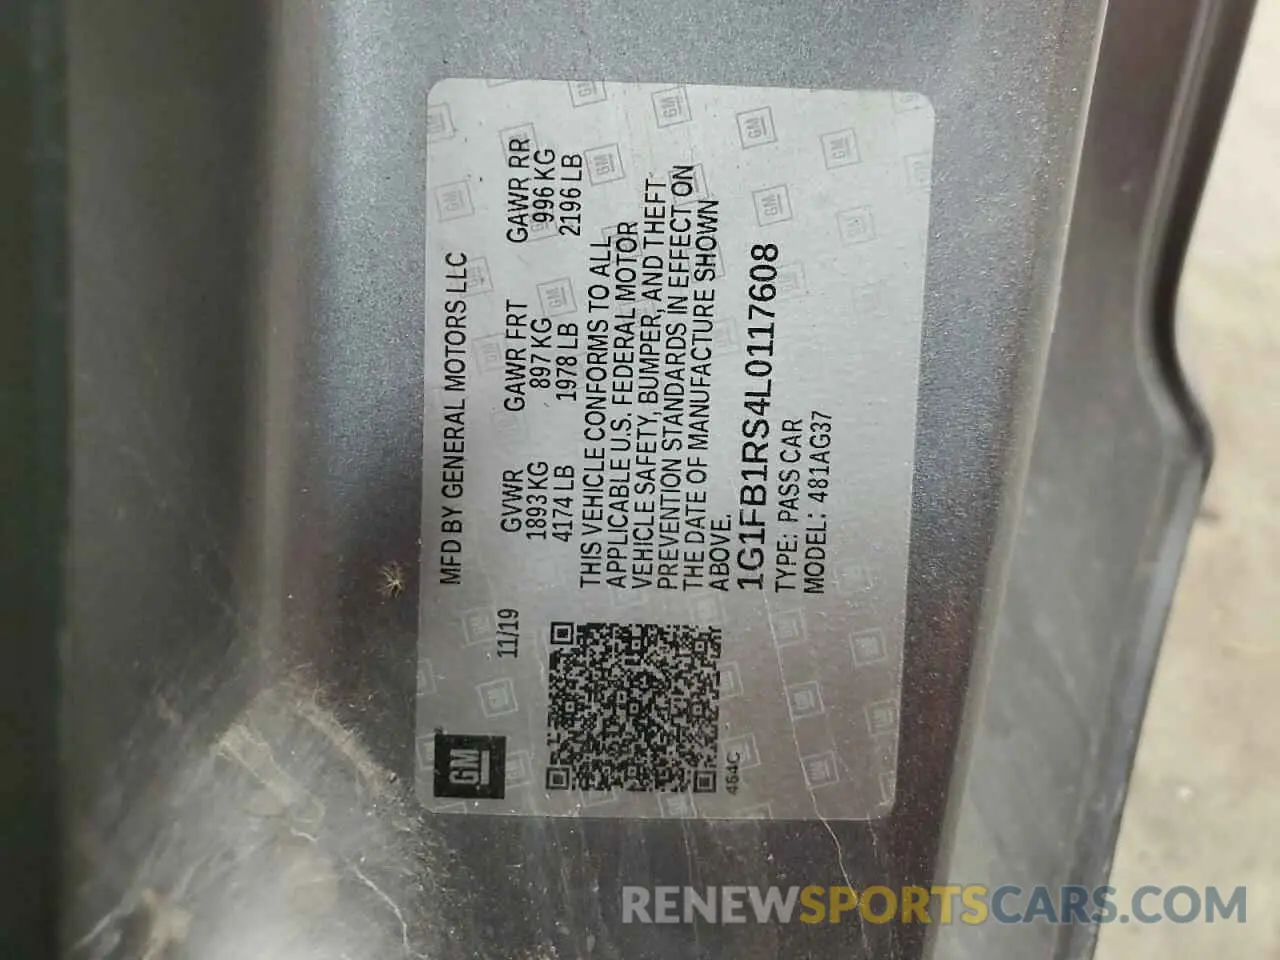 GM
MFD BY GENERAL MOTORS LLC
11/19
GVWR GAWR FRT GAWR RR
1893 KG 897 KG 996 KG
4174 LB 1978 LB 2196 LB
THIS VEHICLE CONFORMS TO ALL
APPLICABLE U.S. FEDERAL MOTOR
VEHICLE SAFETY, BUMPER, AND THEFT
PREVENTION STANDARDS IN EFFECT ON
THE DATE OF MANUFACTURE SHOWN
ABOVE.
1G1FB1RS4L0117608
TYPE: PASS CAR
MODEL: 481AG37
464C
RENEWSPORTSCARS.COM